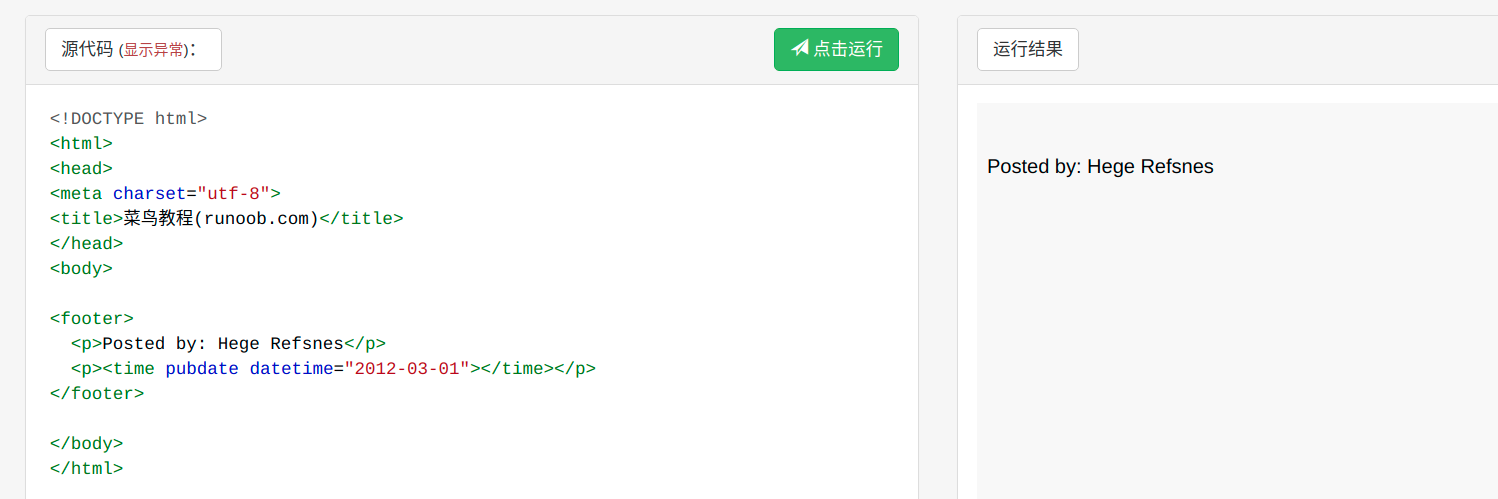 源代码 (显示异常)：
点击运行
<!DOCTYPE html>
<html>
<head>
<meta charset="utf-8">
<title>菜鸟教程(runoob.com)</title>
</head>
<body>
<footer>
  <p>Posted by: Hege Refsnes</p>
  <p><time pubdate datetime="2012-03-01"></time></p>
</footer>
</body>
</html>
运行结果
Posted by: Hege Refsnes